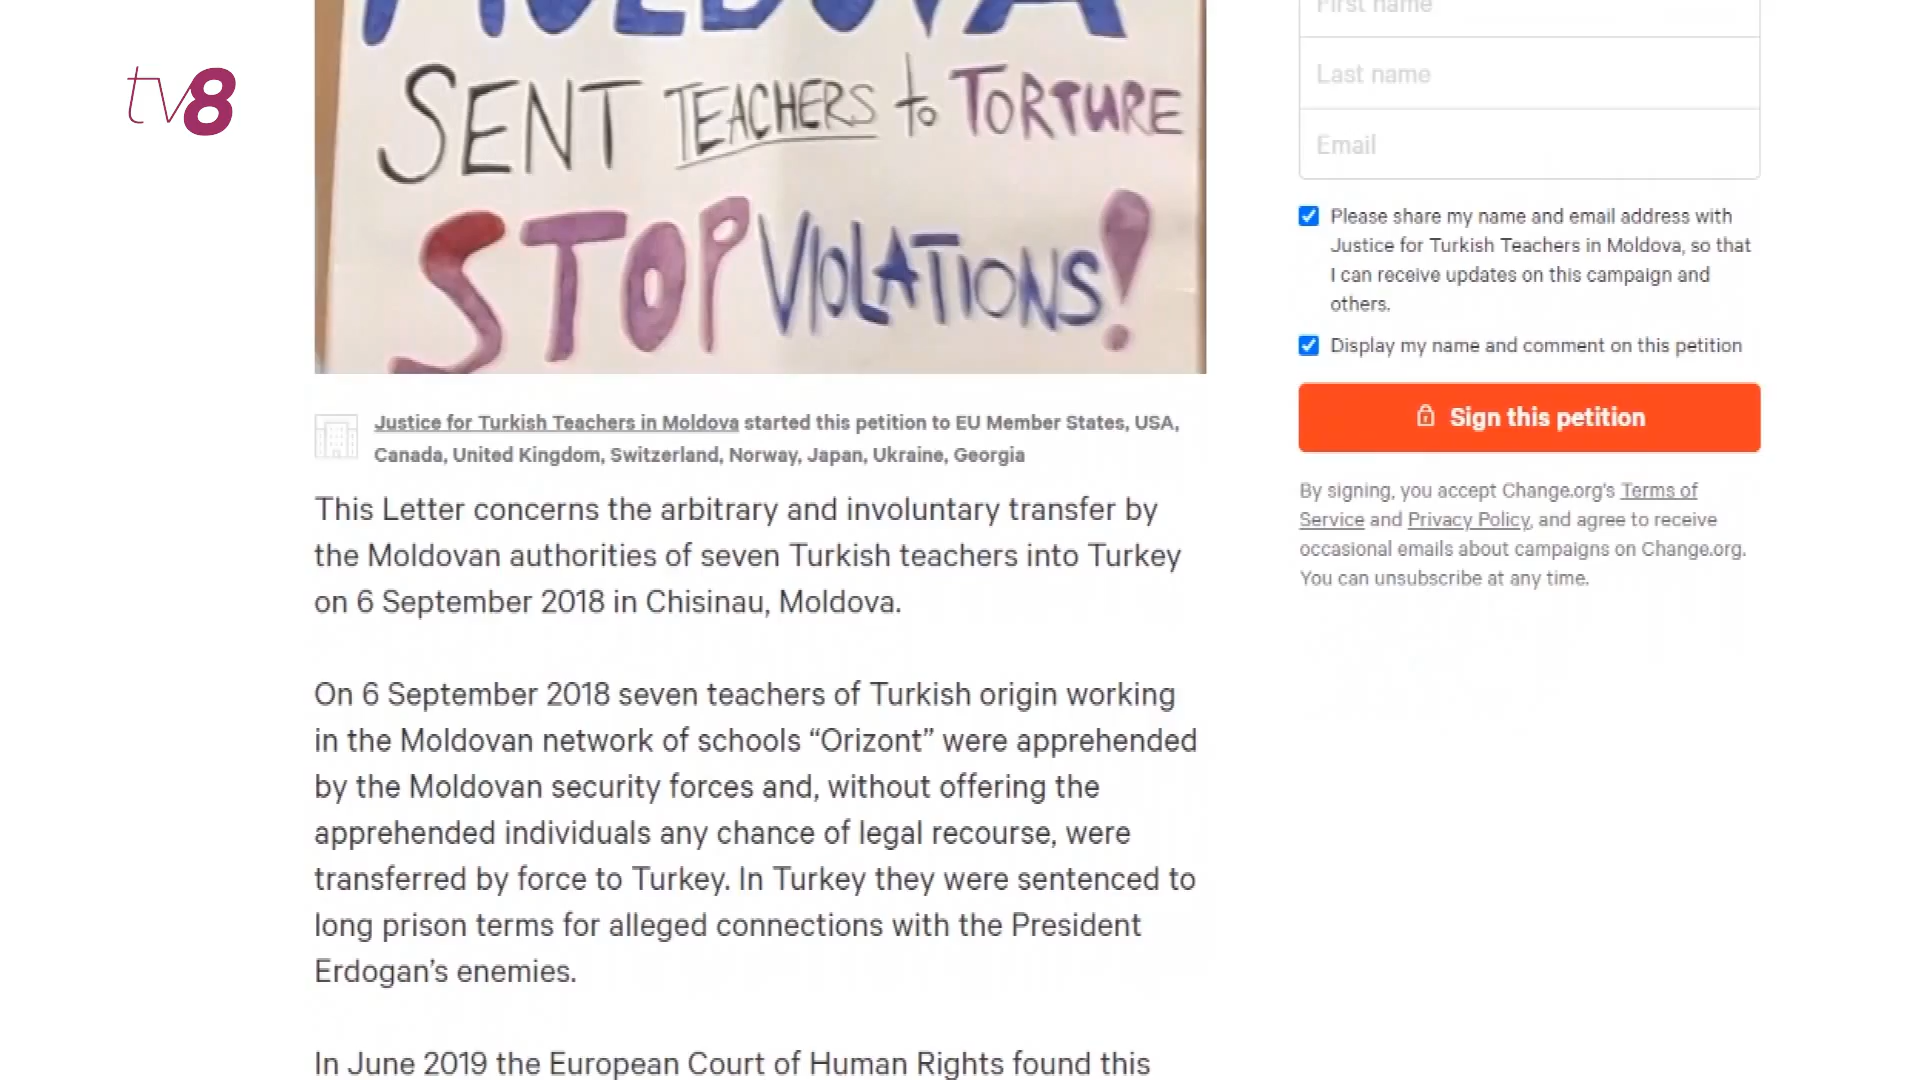 MOLDOVA
SENT TEACHERS to TORTURE
STOP VIOLATIONS!
tv8
Justice for Turkish Teachers in Moldova started this petition to EU Member States, USA,
Canada, United Kingdom, Switzerland, Norway, Japan, Ukraine, Georgia
This Letter concerns the arbitrary and involuntary transfer by
the Moldovan authorities of seven Turkish teachers into Turkey
on 6 September 2018 in Chisinau, Moldova.
On 6 September 2018 seven teachers of Turkish origin working
in the Moldovan network of schools “Orizont” were apprehended
by the Moldovan security forces and, without offering the
apprehended individuals any chance of legal recourse, were
transferred by force to Turkey. In Turkey they were sentenced to
long prison terms for alleged connections with the President
Erdogan’s enemies.
In June 2019 the European Court of Human Rights found this
First name
Last name
Email
Please share my name and email address with
Justice for Turkish Teachers in Moldova, so that
I can receive updates on this campaign and
others.
Display my name and comment on this petition
Sign this petition
By signing, you accept Change.org's Terms of
Service and Privacy Policy, and agree to receive
occasional emails about campaigns on Change.org.
You can unsubscribe at any time.